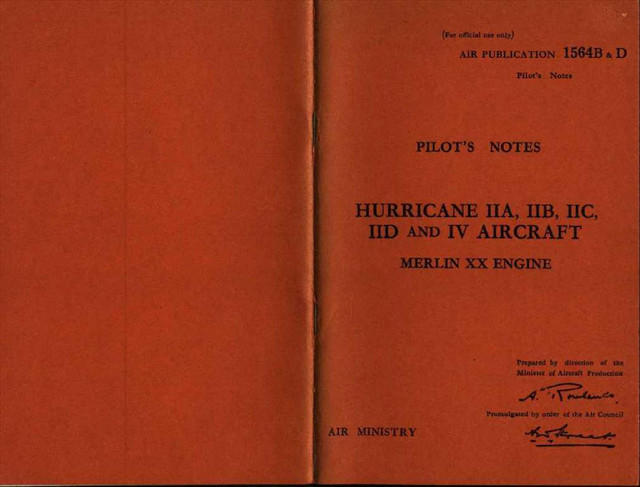 (For official use only)
AIR PUBLICATION 1564B & D
Pilot's Notes
PILOT'S NOTES
HURRICANE IIA, IIB, IIC,
IID AND IV AIRCRAFT
MERLIN XX ENGINE
Prepared by direction of the
Minister of Aircraft Production
A. Rowlands.
Promulgated by order of the Air Council
AIR MINISTRY